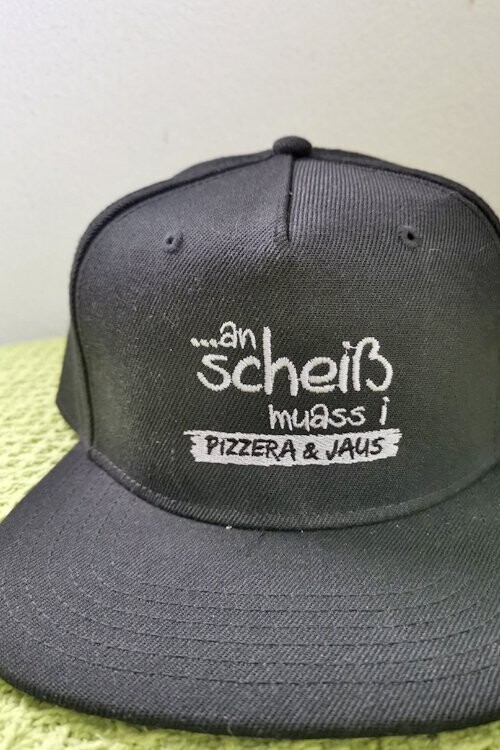 ...an
scheiß
muass i
PIZZERA & JAUS